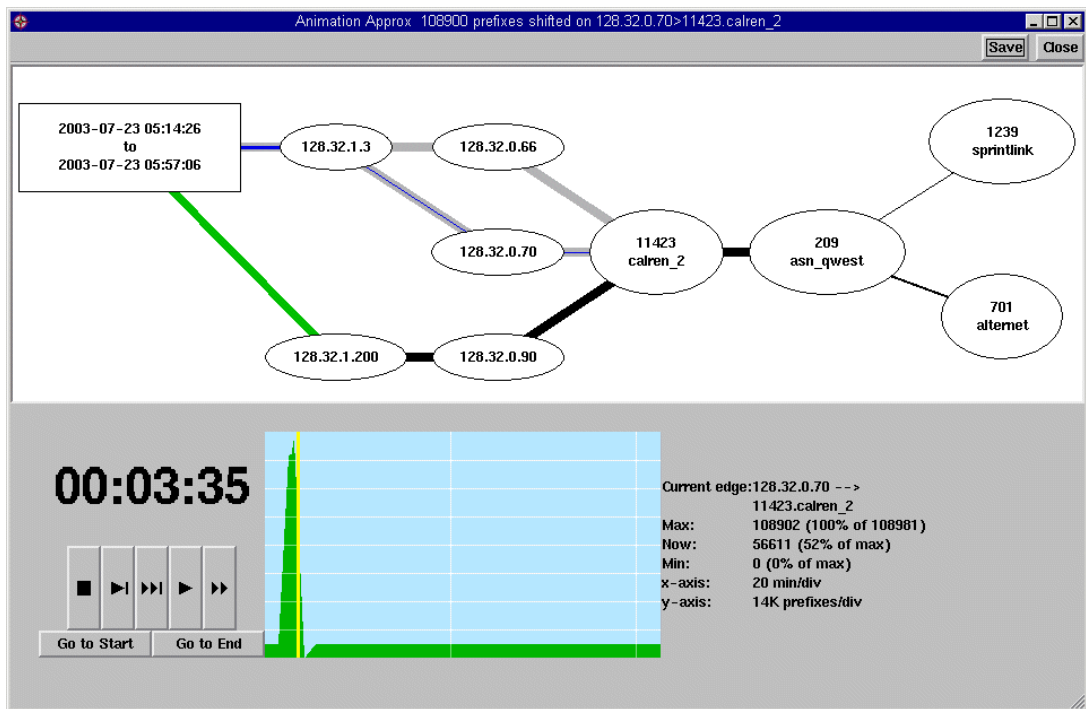 Animation Approx 108900 prefixes shifted on 128.32.0.70>11423.calren_2
Save
Close
2003-07-23 05:14:26
to
2003-07-23 05:57:06
128.32.1.3
128.32.0.66
1239
sprintlink
128.32.0.70
11423
calren_2
209
asn_qwest
701
alternet
128.32.1.200
128.32.0.90
00:03:35
Go to Start
Go to End
Current edge:128.32.0.70 -->
11423.calren_2
Max: 108902 (100% of 108981)
Now: 56611 (52% of max)
Min: 0 (0% of max)
x-axis: 20 min/div
y-axis: 14K prefixes/div